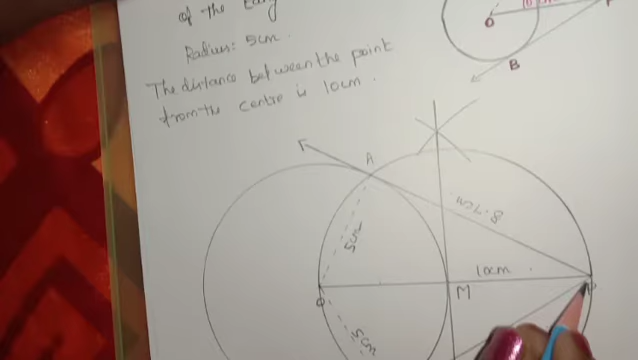 of the tang
Radius: 5cm.
The distance between the point
from the centre is 10cm.
O
B
A
8.7cm
5cm
10cm
O
M
5cm